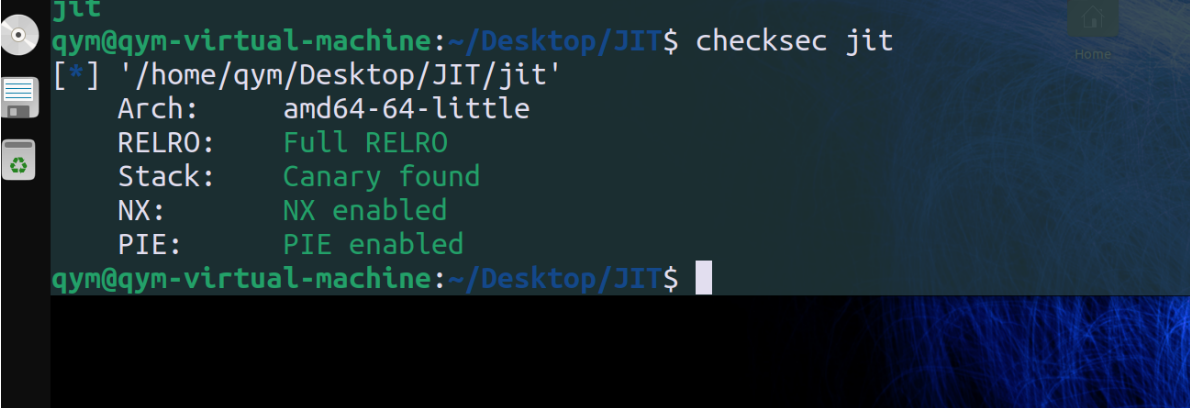 jit
qym@qym-virtual-machine:~/Desktop/JIT$ checksec jit
[*] '/home/qym/Desktop/JIT/jit'
Arch: amd64-64-little
RELRO: Full RELRO
Stack: Canary found
NX: NX enabled
PIE: PIE enabled
qym@qym-virtual-machine:~/Desktop/JIT$
Home